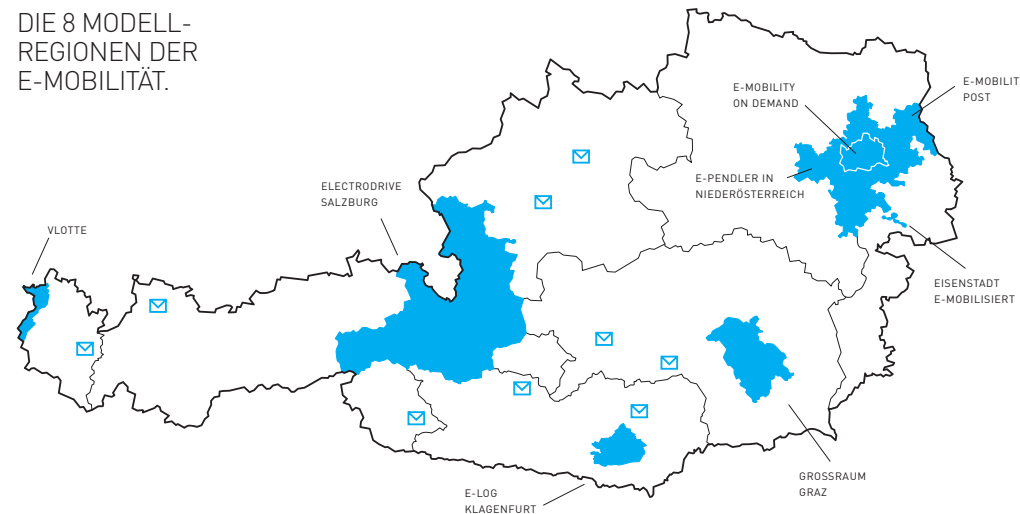 DIE 8 MODELL-
REGIONEN DER
E-MOBILITÄT.
E-MOBILITY
ON DEMAND
E-MOBILIT
POST
E-PENDLER IN
NIEDERÖSTERREICH
ELECTRODRIVE
SALZBURG
VLOTTE
EISENSTADT
E-MOBILISIERT
GROSSRAUM
GRAZ
E-LOG
KLAGENFURT